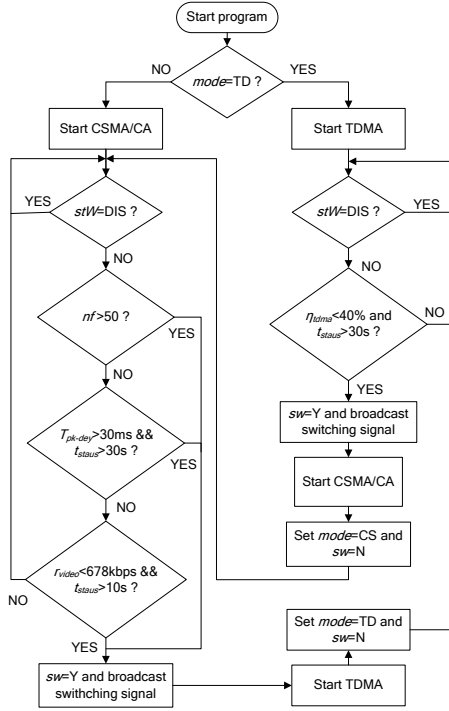 Start program
NO
mode=TD ?
YES
Start CSMA/CA
Start TDMA
YES
stW=DIS ?
stW=DIS ?
YES
NO
NO
nf>50 ?
YES
ηtdma<40% and
tstaus>30s ?
NO
NO
YES
Tpk-dey>30ms &&
tstaus>30s ?
YES
sw=Y and broadcast
switching signal
NO
Start CSMA/CA
rvideo<678kbps &&
tstaus>10s ?
NO
Set mode=CS and
sw=N
YES
Set mode=TD and
sw=N
sw=Y and broadcast
swithching signal
Start TDMA